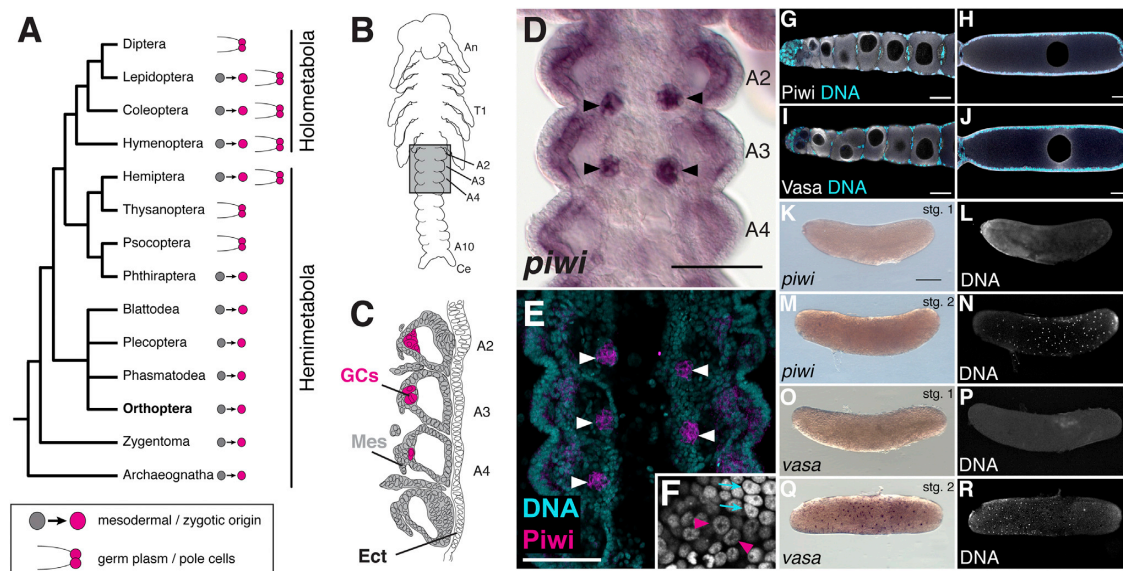 A
Diptera
Lepidoptera
Coleoptera
Hymenoptera
Hemiptera
Thysanoptera
Psocoptera
Phthiraptera
Blattodea
Plecoptera
Phasmatodea
Orthoptera
Zygentoma
Archaeognatha
Holometabola
Hemimetabola
mesodermal / zygotic origin
germ plasm / pole cells
B
An
T1
A2
A3
A4
A10
Ce
C
A2
GCs
A3
Mes
A4
Ect
D
A2
A3
A4
piwi
E
DNA
Piwi
F
G
Piwi DNA
H
I
Vasa DNA
J
K
stg. 1
piwi
L
DNA
M
stg. 2
piwi
N
DNA
O
stg. 1
vasa
P
DNA
Q
stg. 2
vasa
R
DNA